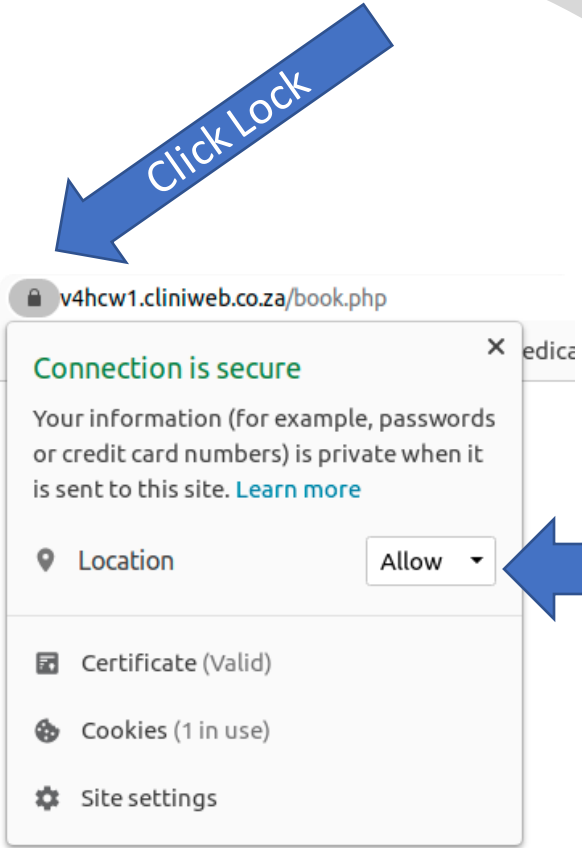 Click Lock
v4hcw1.cliniweb.co.za/book.php
edica
Connection is secure
Your information (for example, passwords
or credit card numbers) is private when it
is sent to this site. Learn more
Location Allow
Certificate (Valid)
Cookies (1 in use)
Site settings